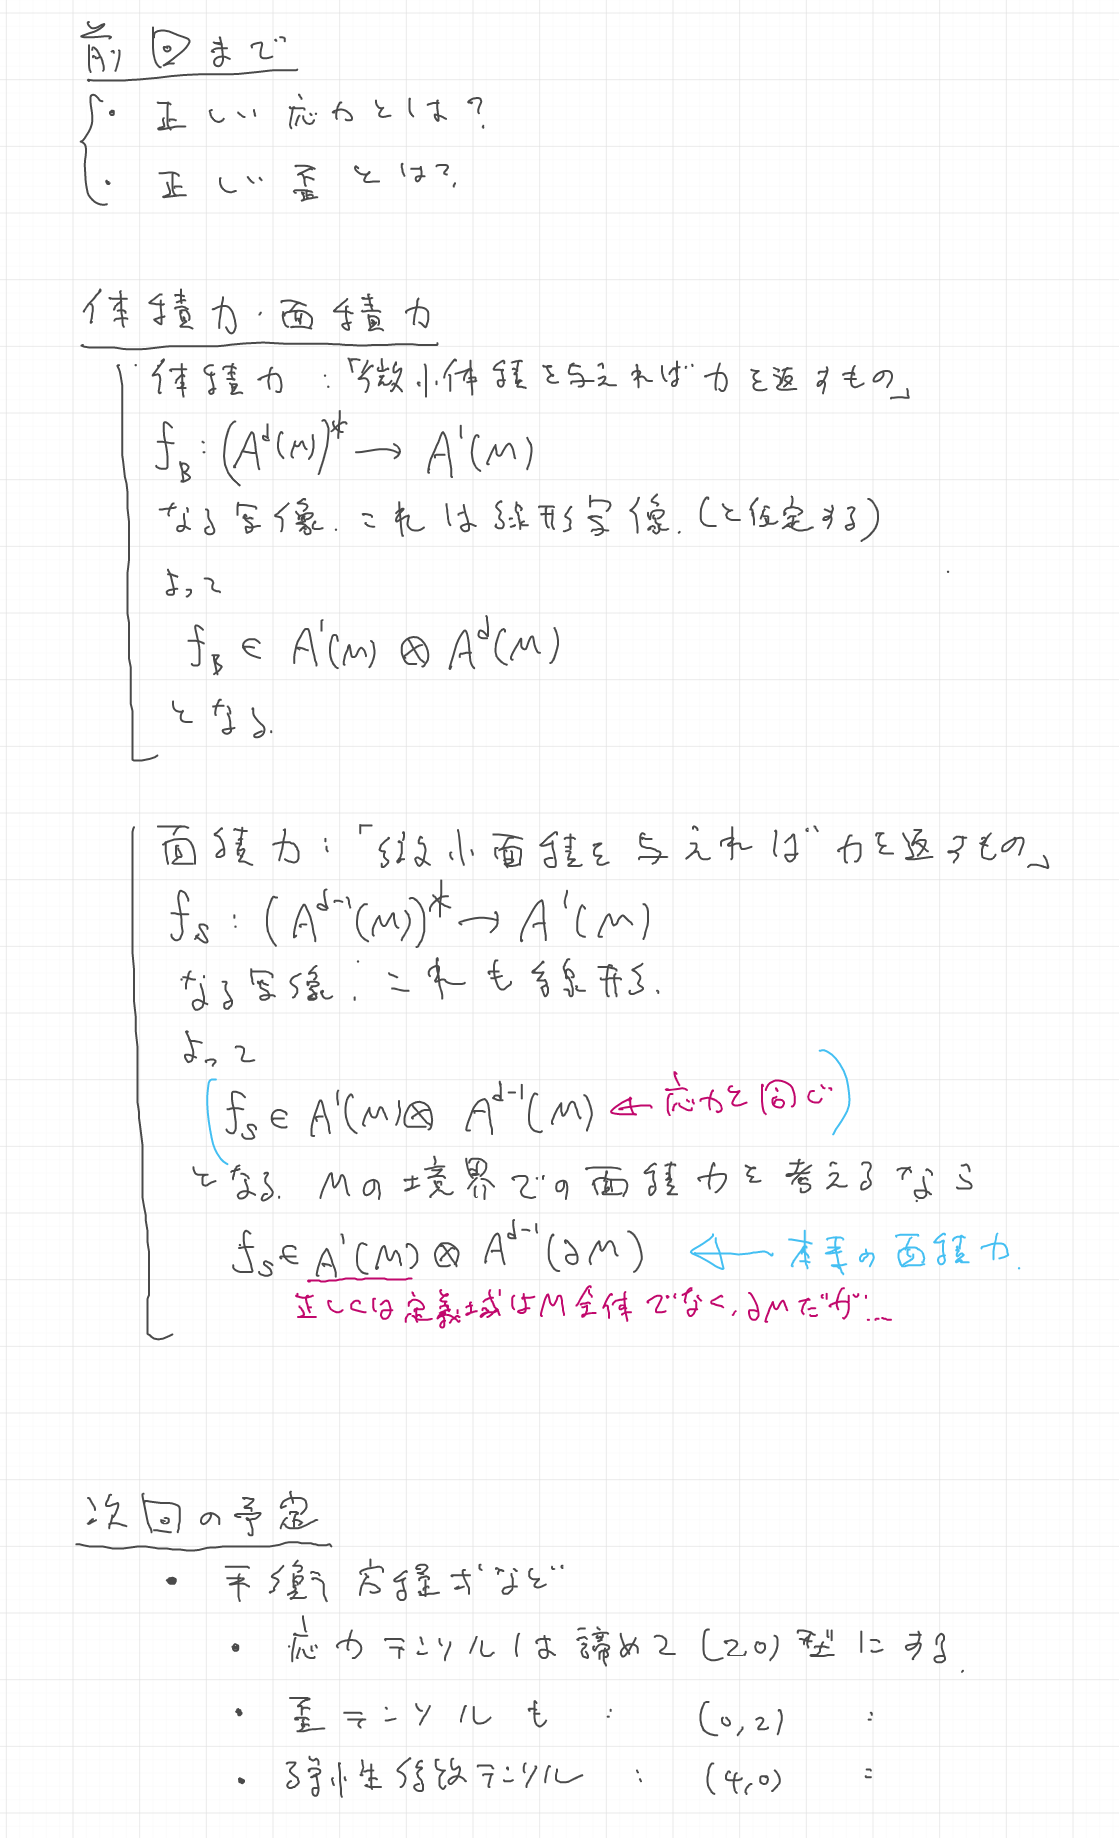 前回まで
・正しい応力とは?
・正しい歪とは?
体積力・面積力
体積力:「微小体積を与えれば力を返すもの」
f_B : (A^d(M))^* → A^1(M)
なる写像. これは線形写像. (と仮定する)
よって
f_B ∈ A^1(M) ⊗ A^d(M)
となる.
面積力:「微小面積を与えれば力を返すもの」
f_S : (A^{d-1}(M))^* → A^1(M)
なる写像. これも線形.
よって
(f_S ∈ A^1(M) ⊗ A^{d-1}(M) ← 応力と同じ)
となる. Mの境界での面積力を考えるなら
f_S ∈ A^1(M) ⊗ A^{d-1}(∂M) ← 本来の面積力.
正しくは定義域はM全体でなく, ∂Mだが...
次回の予定
・平衡方程式など
・応力テンソルは諦めて (2,0) 型にする.
・歪テンソルも : (0,2) :
・弾性係数テンソル : (4,0) :